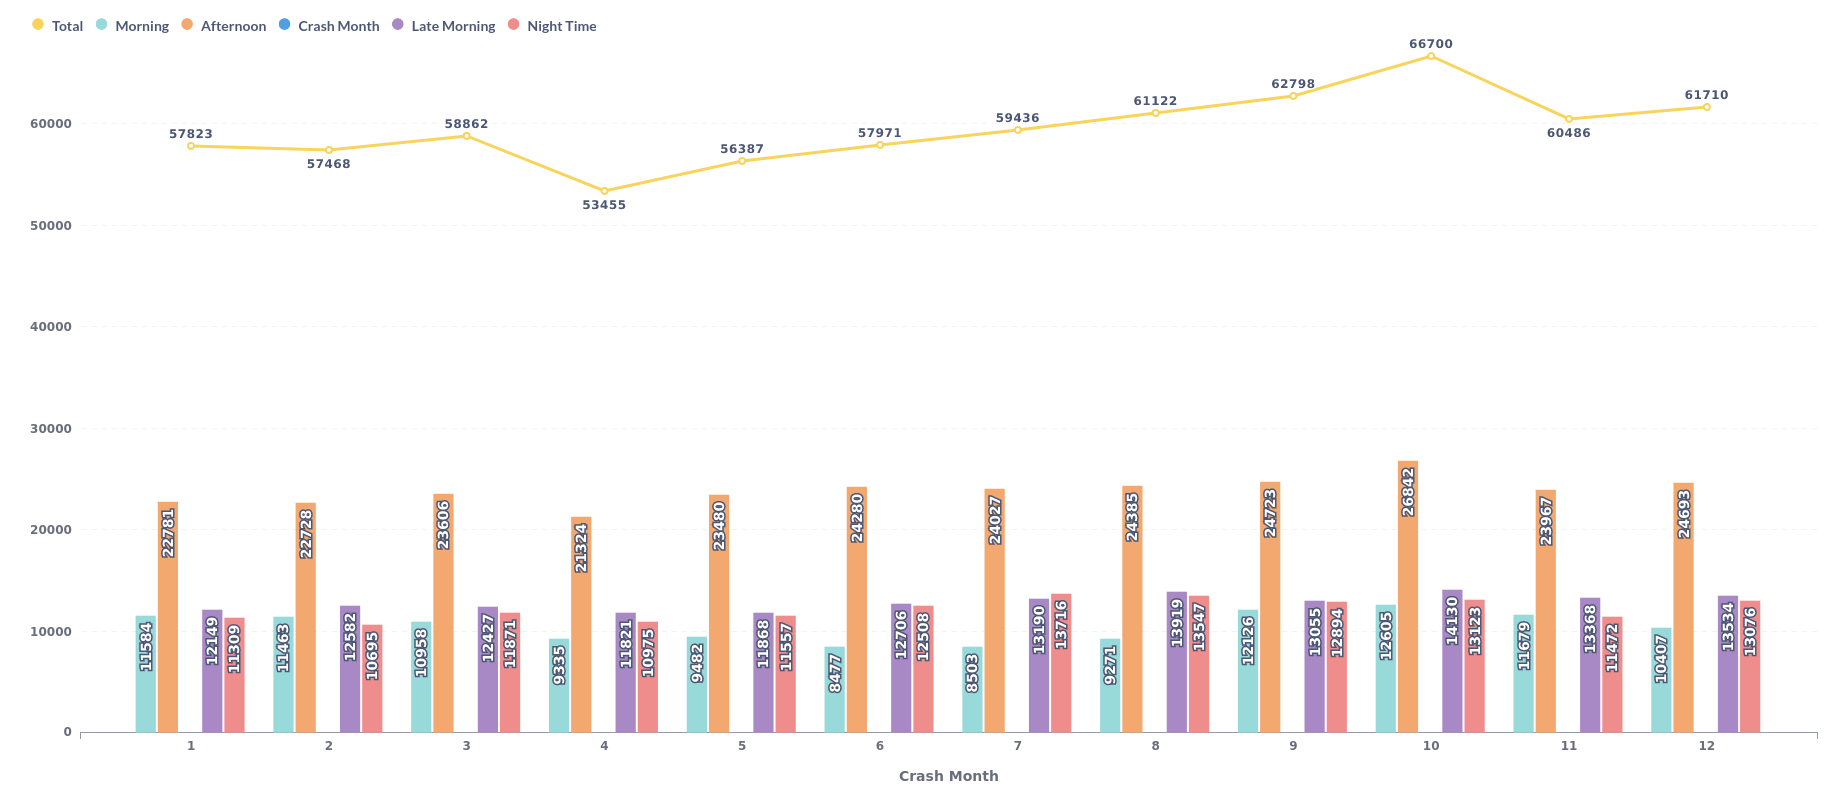 Total Morning Afternoon Crash Month Late Morning Night Time
66700
62798
61710
61122
60000
59436
58862
57823
57971
60486
56387
57468
53455
50000
40000
30000
20000
10000
0
11584 22781 12149 11309
11463 22728 12582 10695
10958 23606 12427 11871
9335 21324 11821 10975
9482 23480 11868 11557
8477 24280 12706 12508
8503 24027 13190 13716
9271 24385 13919 13547
12126 24723 13055 12894
12605 26842 14130 13123
11679 23967 13368 11472
10407 24693 13534 13076
1 2 3 4 5 6 7 8 9 10 11 12
Crash Month